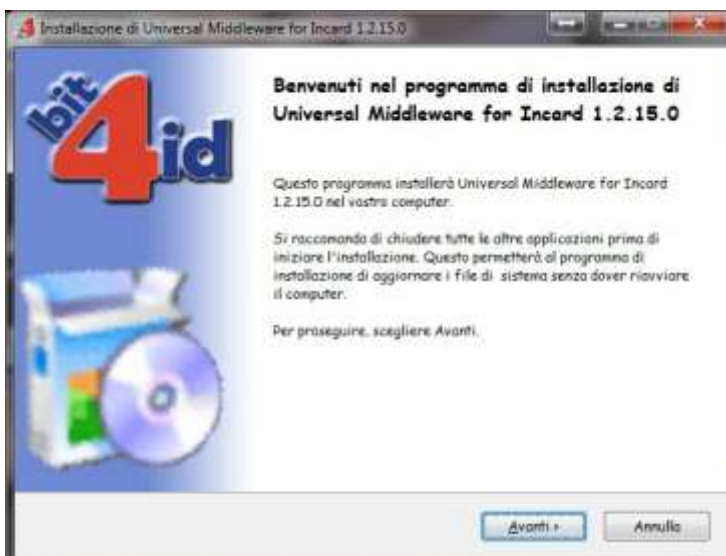 Installazione di Universal Middleware for Incard 1.2.15.0
bit
4
id
Benvenuti nel programma di installazione di
Universal Middleware for Incard 1.2.15.0
Questo programma installerà Universal Middleware for Incard
1.2.15.0 nel vostro computer.
Si raccomanda di chiudere tutte le altre applicazioni prima di
iniziare l'installazione. Questo permetterà al programma di
installazione di aggiornare i file di sistema senza dover riavviare
il computer.
Per proseguire, scegliere Avanti.
Avanti >
Annulla